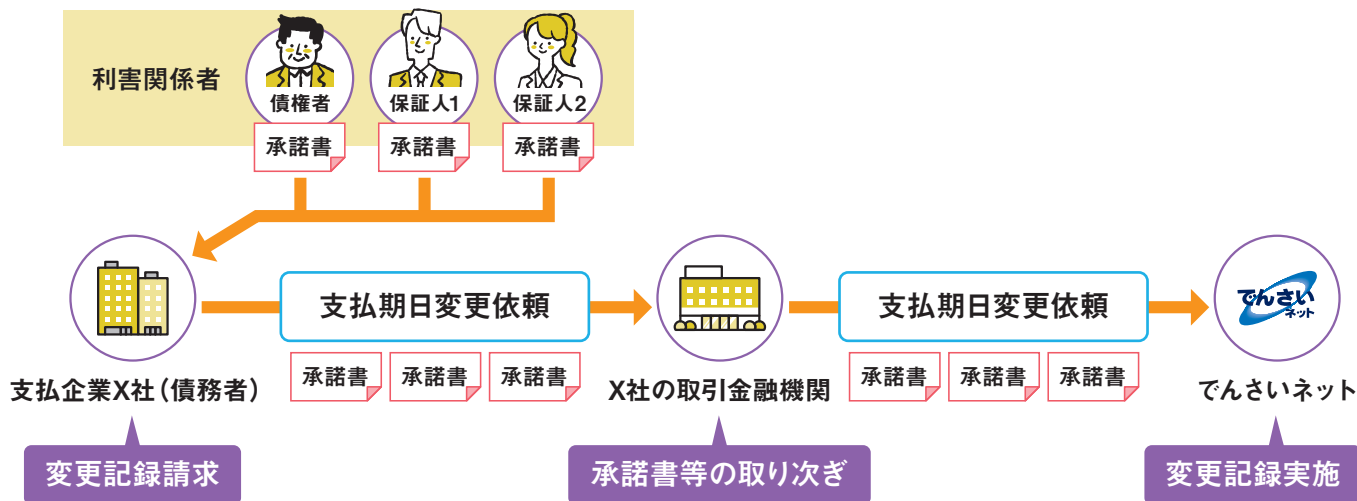 利害関係者
債権者
保証人1
保証人2
承諾書
承諾書
承諾書
支払期日変更依頼
支払期日変更依頼
でんさい
ネット
承諾書
承諾書
承諾書
承諾書
承諾書
承諾書
支払企業X社（債務者）
X社の取引金融機関
でんさいネット
変更記録請求
承諾書等の取り次ぎ
変更記録実施